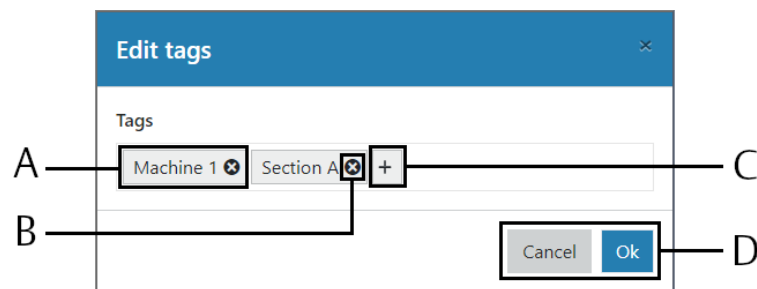 Edit tags ×
Tags
A Machine 1 Section A + C
B
Cancel Ok D